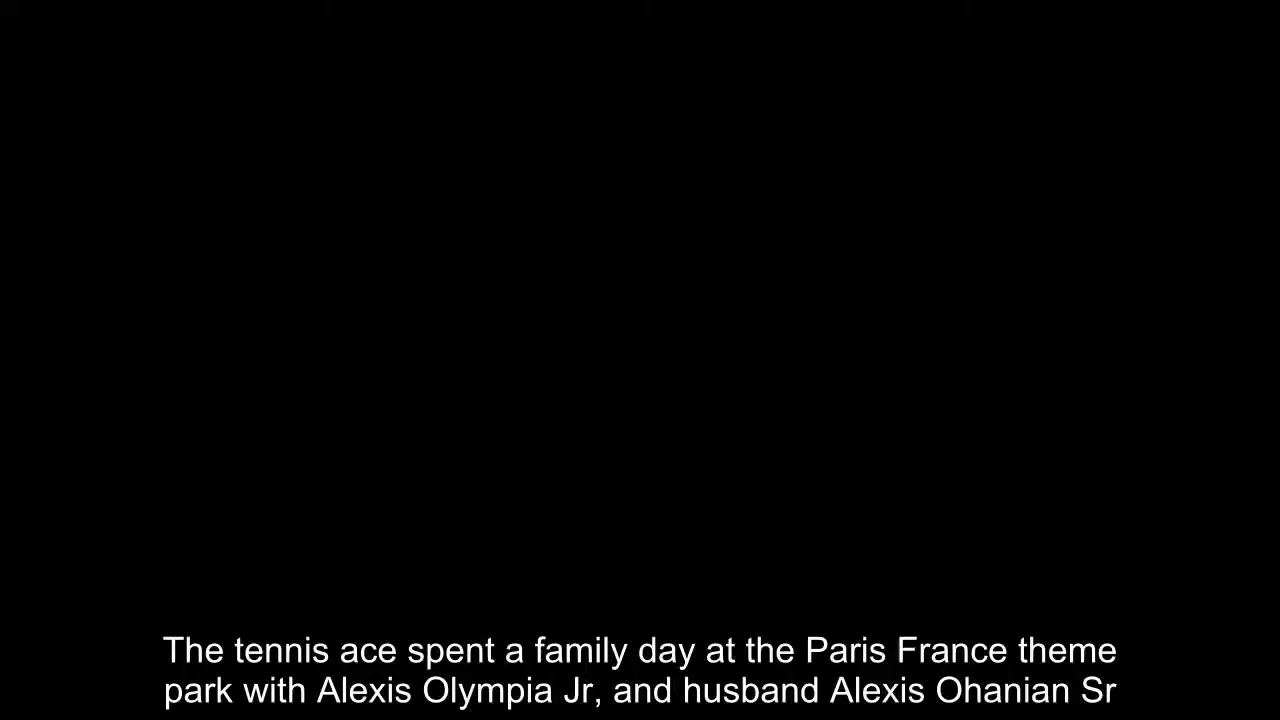 The tennis ace spent a family day at the Paris France theme
park with Alexis Olympia Jr, and husband Alexis Ohanian Sr